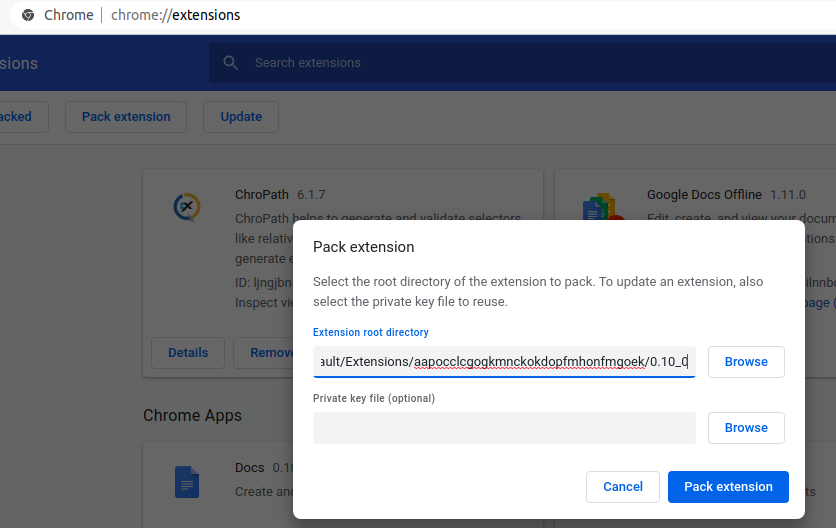 Chrome | chrome://extensions
sions
Search extensions
acked
Pack extension
Update
ChroPath 6.1.7
ChroPath helps to generate and validate selectors
like relativ
generate e
ID: ljngjbn
Inspect vie
Details
Remov
Google Docs Offline 1.11.0
Edit, create, and view your docum
tions
ilnnbc
page (
Pack extension
Select the root directory of the extension to pack. To update an extension, also
select the private key file to reuse.
Extension root directory
ault/Extensions/aapocclcgogkmnckokdopfmhonfmgoek/0.10_0
Browse
Private key file (optional)
Browse
Cancel
Pack extension
Chrome Apps
Docs 0.10
Create and
ts